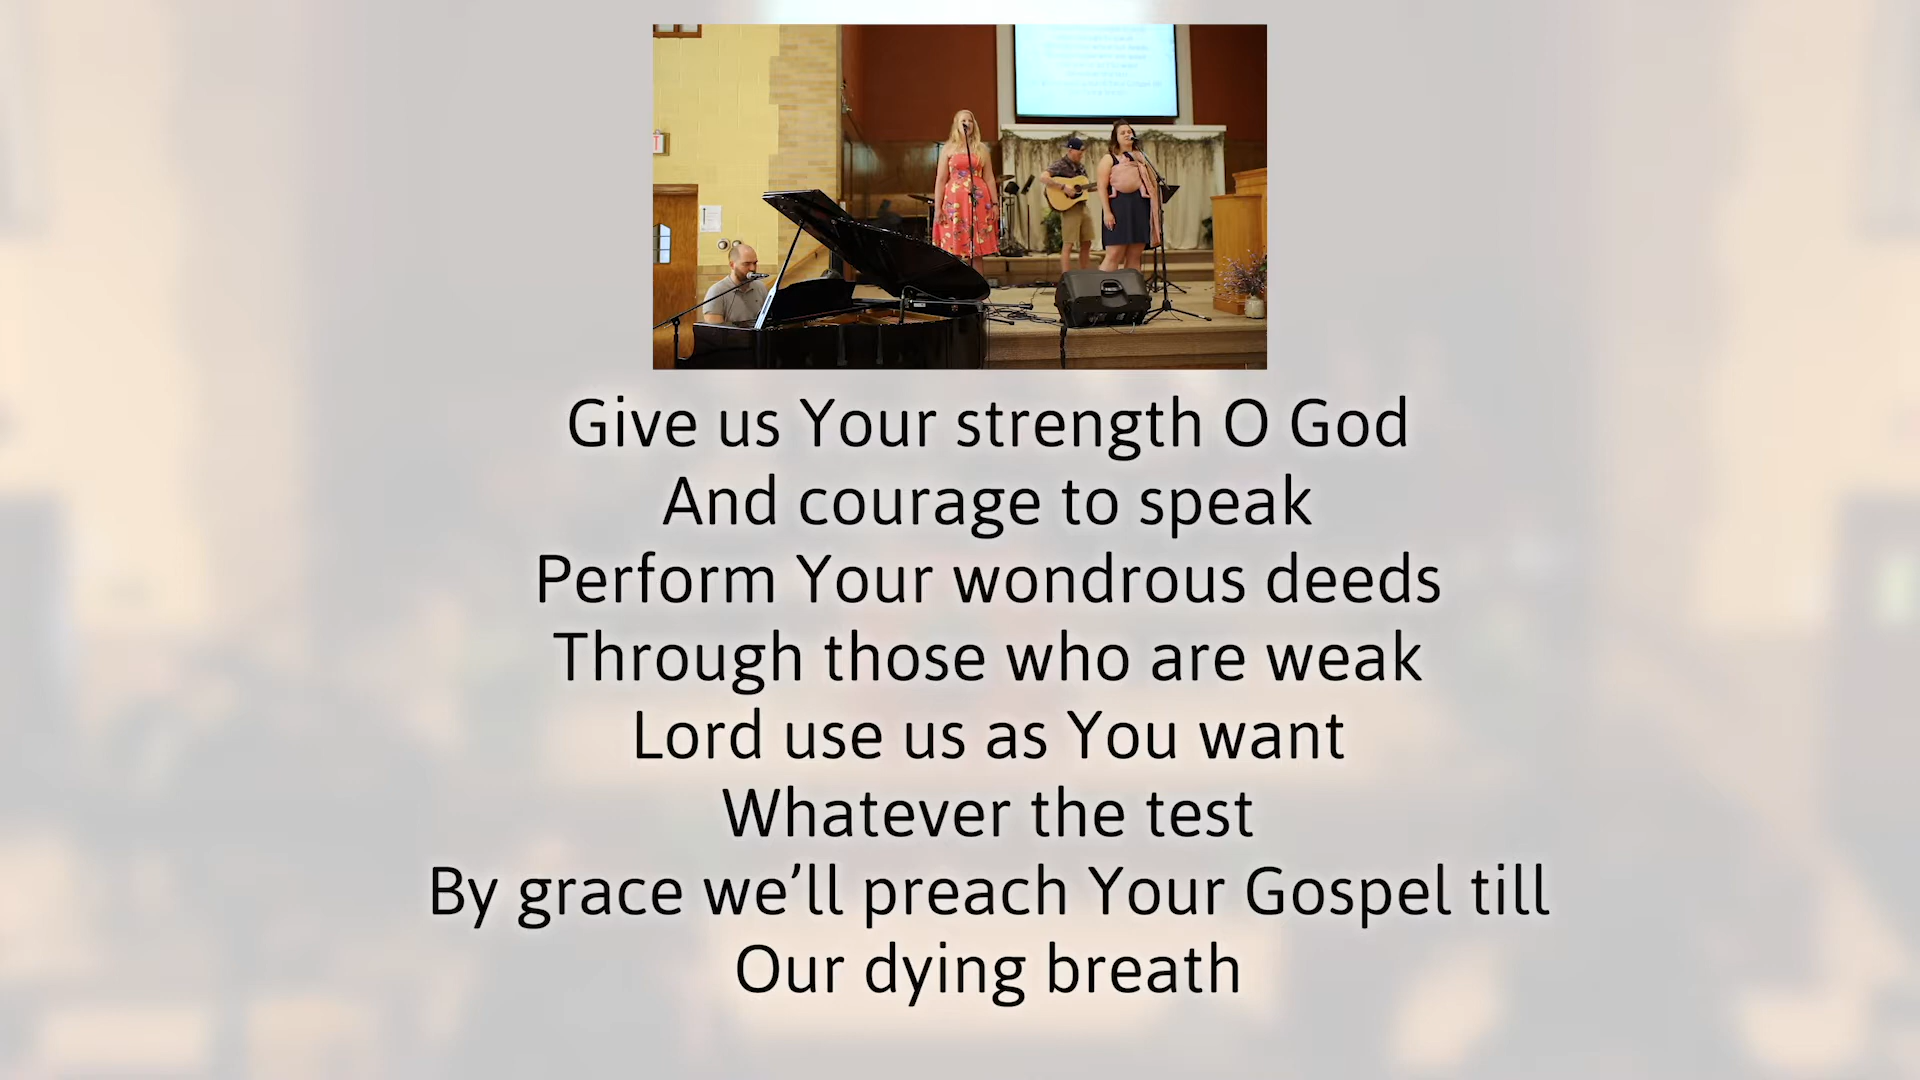 Give us Your strength O God
And courage to speak
Perform Your wondrous deeds
Through those who are weak
Lord use us as You want
Whatever the test
By grace we’ll preach Your Gospel till
Our dying breath